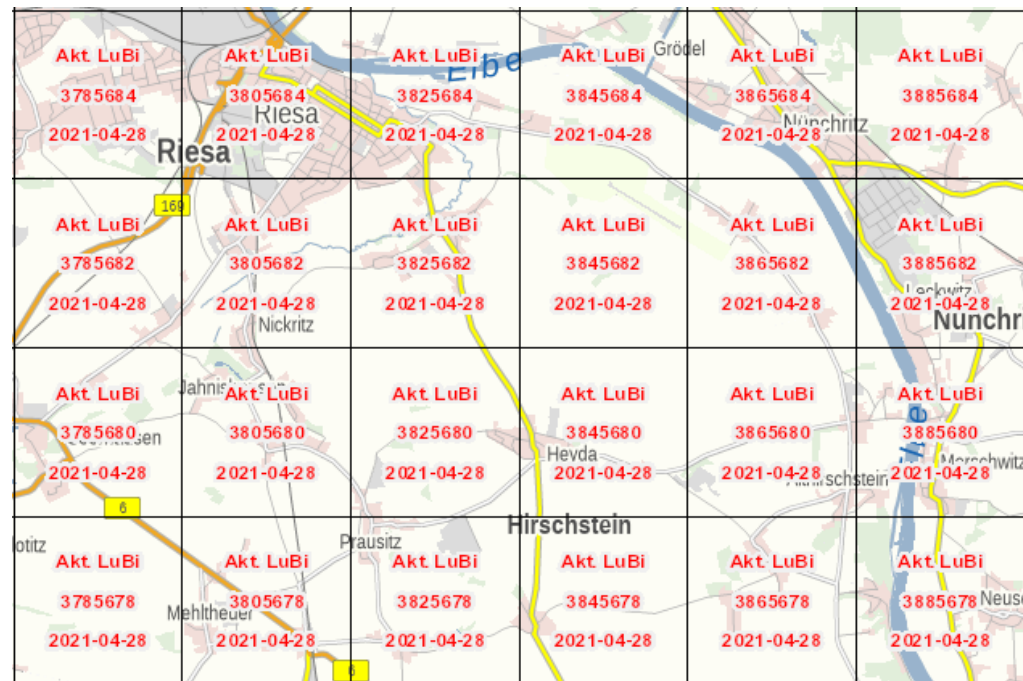 Akt. LuBi
3785684
2021-04-28
Akt. LuBi
3805684
2021-04-28
Akt. LuBi
3825684
2021-04-28
Akt. LuBi
3845684
2021-04-28
Akt. LuBi
3865684
2021-04-28
Akt. LuBi
3885684
2021-04-28
Elbe
Grödel
Riesa
Riesa
Nünchritz
169
Akt. LuBi
3785682
2021-04-28
Akt. LuBi
3805682
2021-04-28
Akt. LuBi
3825682
2021-04-28
Akt. LuBi
3845682
2021-04-28
Akt. LuBi
3865682
2021-04-28
Akt. LuBi
3885682
2021-04-28
Leckwitz
Nünchri
Nickritz
Akt. LuBi
3785680
2021-04-28
Akt. LuBi
3805680
2021-04-28
Akt. LuBi
3825680
2021-04-28
Akt. LuBi
3845680
2021-04-28
Akt. LuBi
3865680
2021-04-28
Akt. LuBi
3885680
2021-04-28
Heyda
Merschwitz
6
Hirschstein
Prausitz
Akt. LuBi
3785678
2021-04-28
Akt. LuBi
3805678
2021-04-28
Akt. LuBi
3825678
2021-04-28
Akt. LuBi
3845678
2021-04-28
Akt. LuBi
3865678
2021-04-28
Akt. LuBi
3885678
2021-04-28
Mehltheuer
Neuse
6